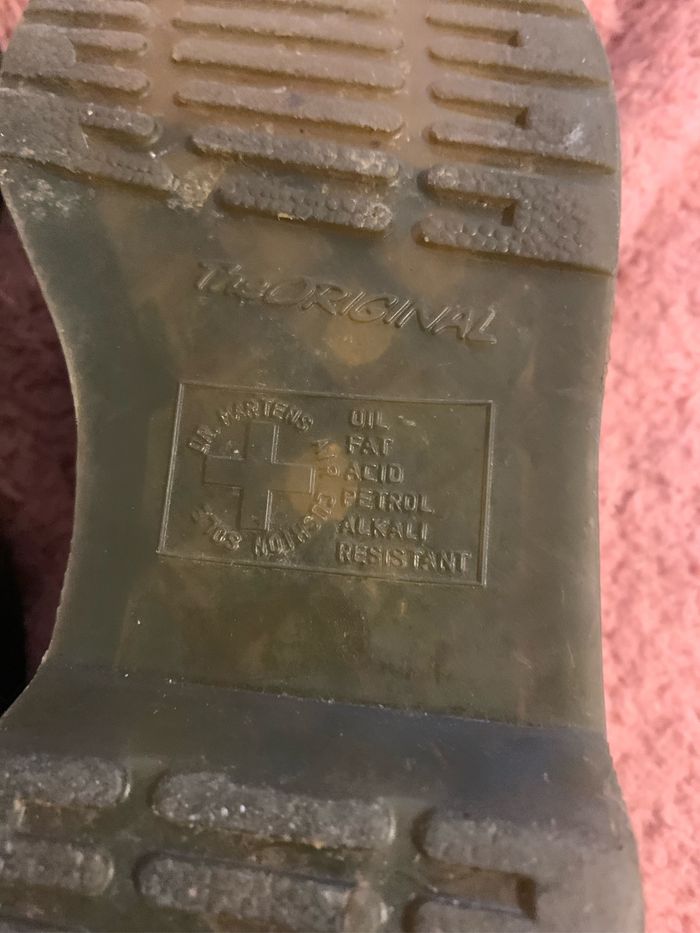 The ORIGINAL
DR. MARTENS AIR CUSHION SOLE
OIL
FAT
ACID
PETROL
ALKALI
RESISTANT